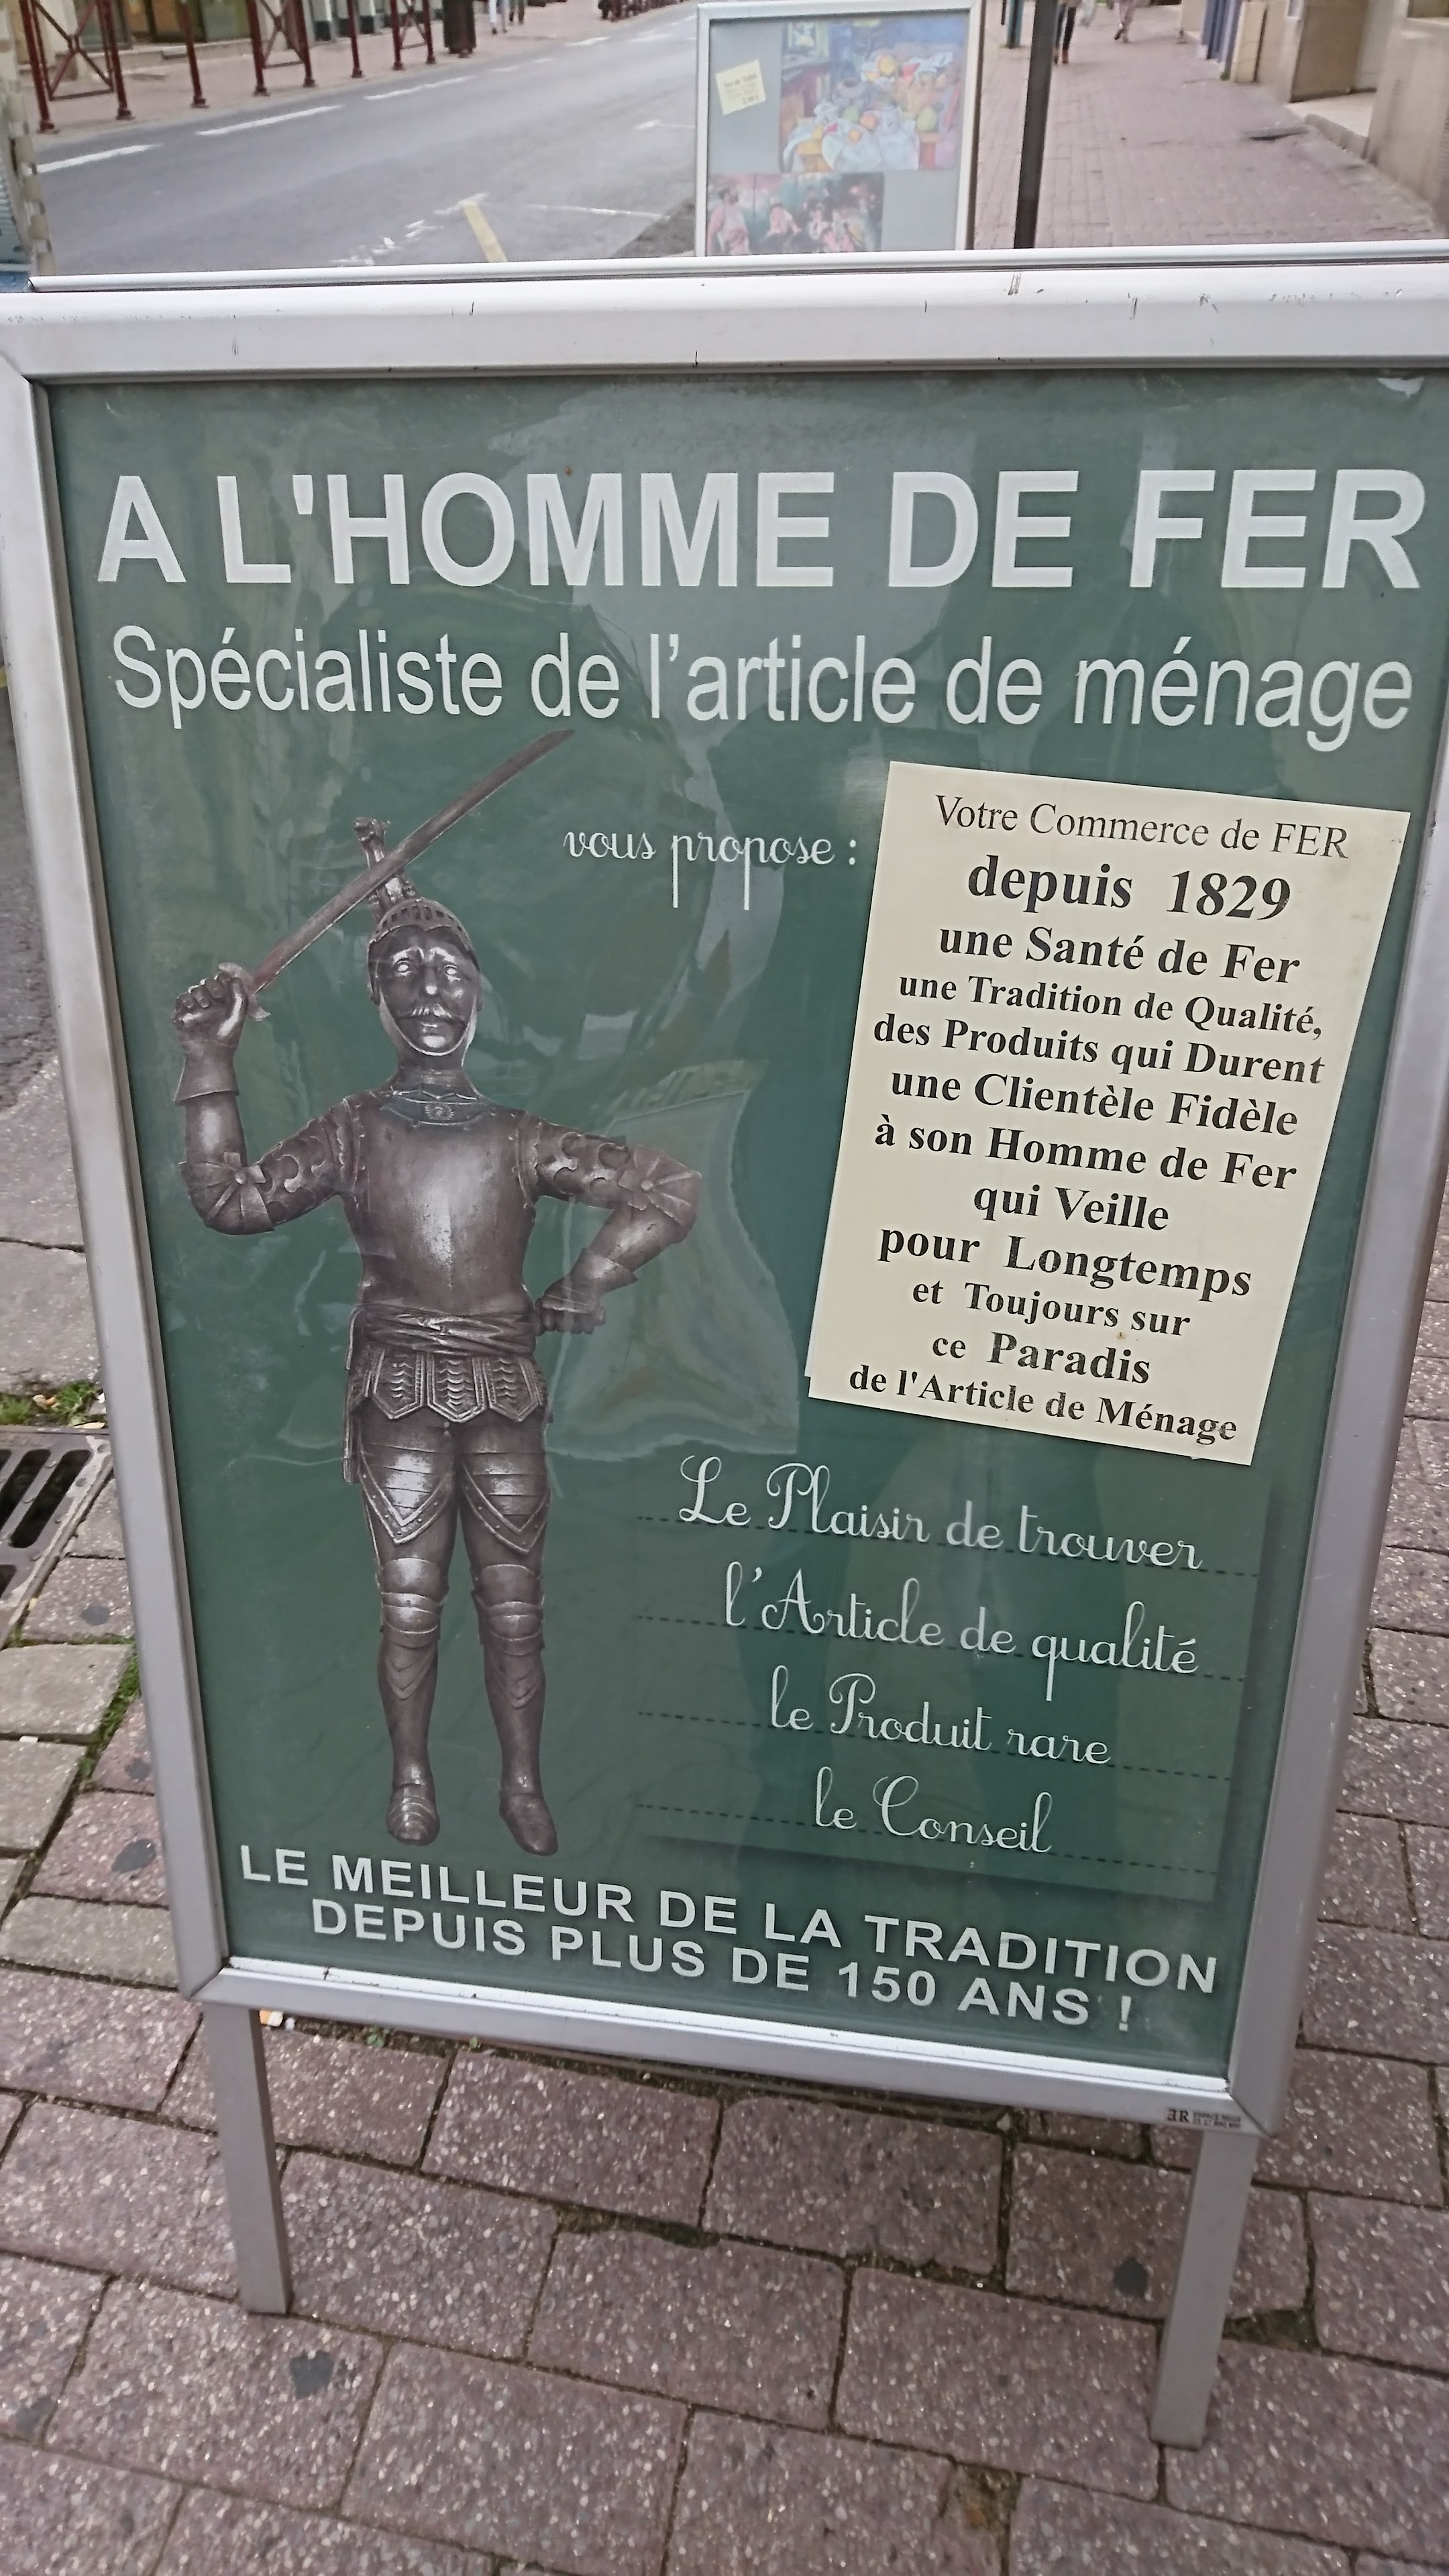 A L'HOMME DE FER
Spécialiste de l'article de ménage
vous propose :
Votre Commerce de FER
depuis 1829
une Santé de Fer
une Tradition de Qualité,
des Produits qui Durent
une Clientèle Fidèle
à son Homme de Fer
qui Veille
pour Longtemps
et Toujours sur
ce Paradis
de l'Article de Ménage
Le Plaisir de trouver
l'Article de qualité
le Produit rare
le Conseil
LE MEILLEUR DE LA TRADITION
DEPUIS PLUS DE 150 ANS !